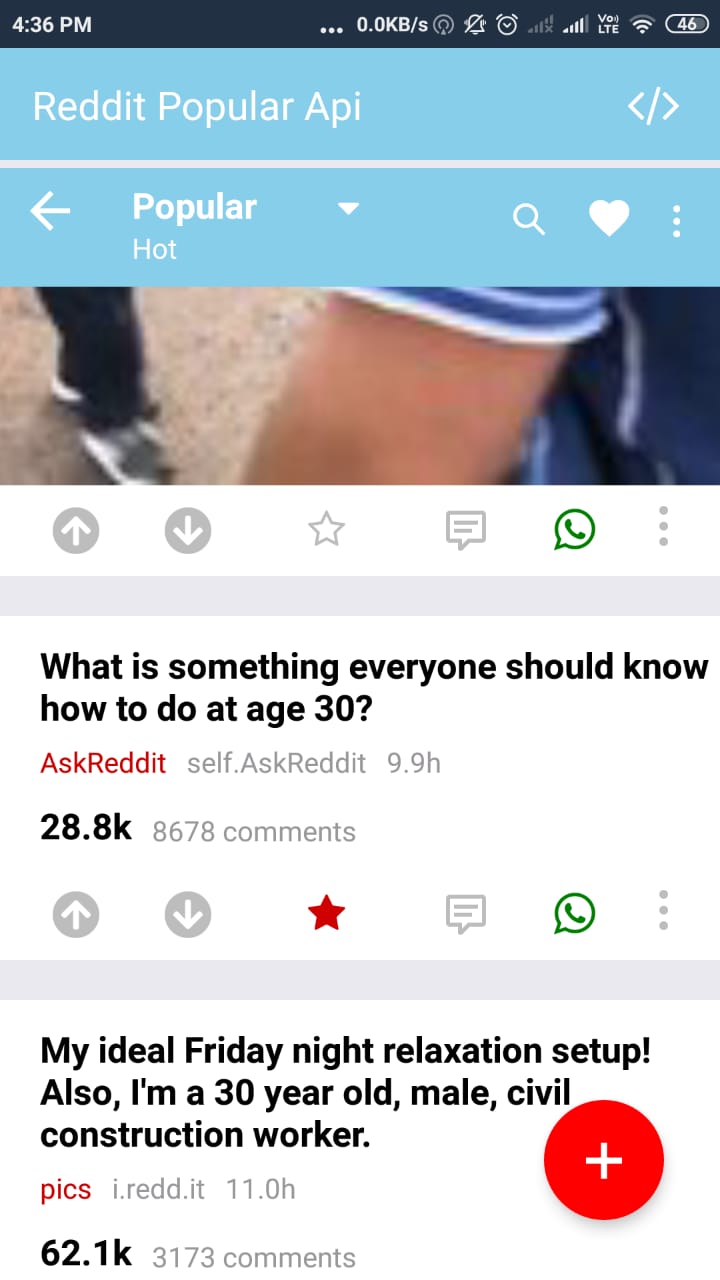 4:36 PM
... 0.0KB/s
Vo))
LTE
46
Reddit Popular Api
</>
Popular
Hot
What is something everyone should know
how to do at age 30?
AskReddit self.AskReddit 9.9h
28.8k 8678 comments
My ideal Friday night relaxation setup!
Also, I'm a 30 year old, male, civil
construction worker.
pics i.redd.it 11.0h
62.1k 3173 comments